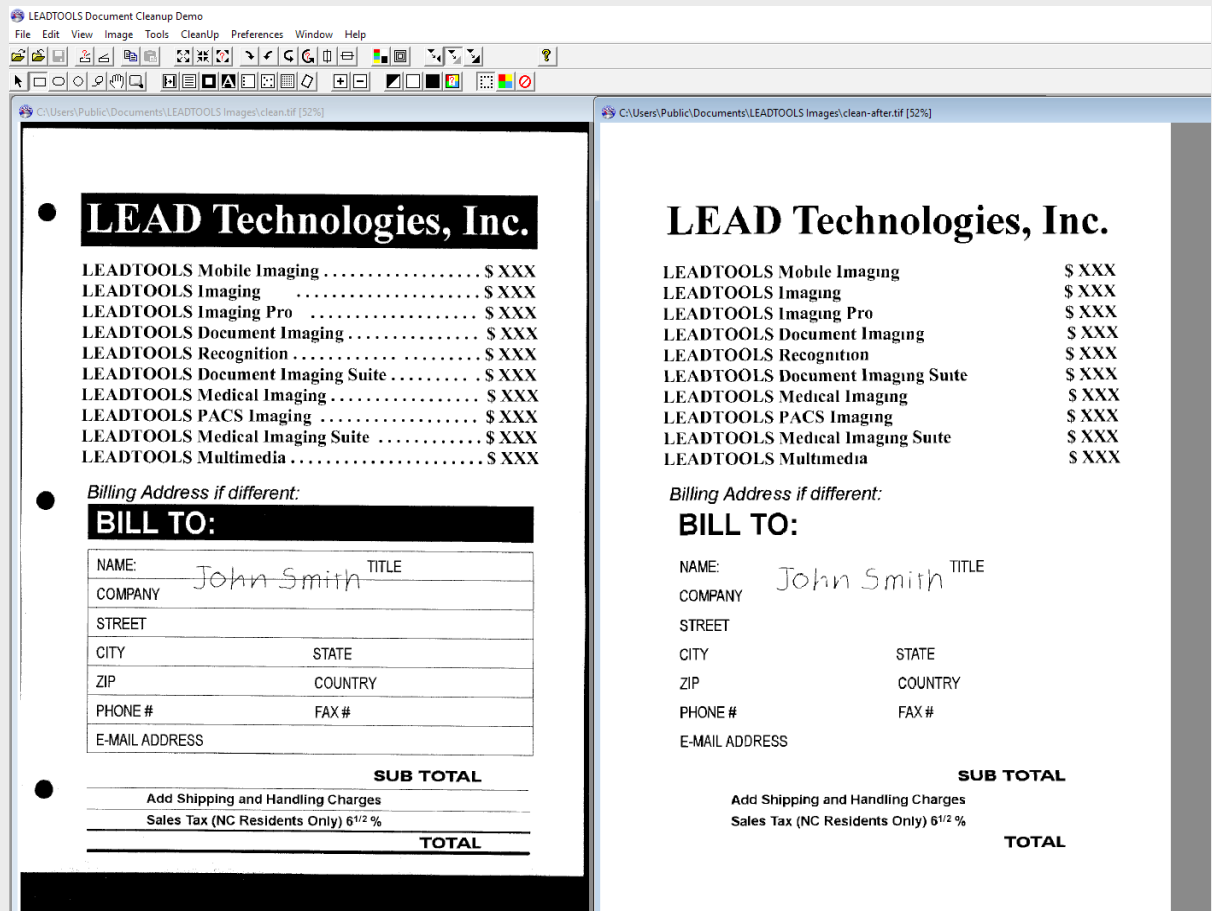 LEADTOOLS Document Cleanup Demo
File Edit View Image Tools CleanUp Preferences Window Help
C:\Users\Public\Documents\LEADTOOLS Images\clean.tif [52%]
LEAD Technologies, Inc.
LEADTOOLS Mobile Imaging . . . . . . . . . . . . . . . . . . $ XXX
LEADTOOLS Imaging . . . . . . . . . . . . . . . . . . . . . $ XXX
LEADTOOLS Imaging Pro . . . . . . . . . . . . . . . . . . . $ XXX
LEADTOOLS Document Imaging . . . . . . . . . . . . . . . $ XXX
LEADTOOLS Recognition . . . . . . . . . . . . . . . . . . . . . $ XXX
LEADTOOLS Document Imaging Suite . . . . . . . . . . $ XXX
LEADTOOLS Medical Imaging . . . . . . . . . . . . . . . . . $ XXX
LEADTOOLS PACS Imaging . . . . . . . . . . . . . . . . . . $ XXX
LEADTOOLS Medical Imaging Suite . . . . . . . . . . . . $ XXX
LEADTOOLS Multimedia . . . . . . . . . . . . . . . . . . . . . . $ XXX
Billing Address if different:
BILL TO:
NAME: John Smith TITLE
COMPANY
STREET
CITY STATE
ZIP COUNTRY
PHONE # FAX #
E-MAIL ADDRESS
SUB TOTAL
Add Shipping and Handling Charges
Sales Tax (NC Residents Only) 6 1/2 %
TOTAL
C:\Users\Public\Documents\LEADTOOLS Images\clean-after.tif [52%]
LEAD Technologies, Inc.
LEADTOOLS Mobile Imaging $ XXX
LEADTOOLS Imaging $ XXX
LEADTOOLS Imaging Pro $ XXX
LEADTOOLS Document Imaging $ XXX
LEADTOOLS Recognition $ XXX
LEADTOOLS Document Imaging Suite $ XXX
LEADTOOLS Medical Imaging $ XXX
LEADTOOLS PACS Imaging $ XXX
LEADTOOLS Medical Imaging Suite $ XXX
LEADTOOLS Multimedia $ XXX
Billing Address if different:
BILL TO:
NAME: John Smith TITLE
COMPANY
STREET
CITY STATE
ZIP COUNTRY
PHONE # FAX #
E-MAIL ADDRESS
SUB TOTAL
Add Shipping and Handling Charges
Sales Tax (NC Residents Only) 6 1/2 %
TOTAL